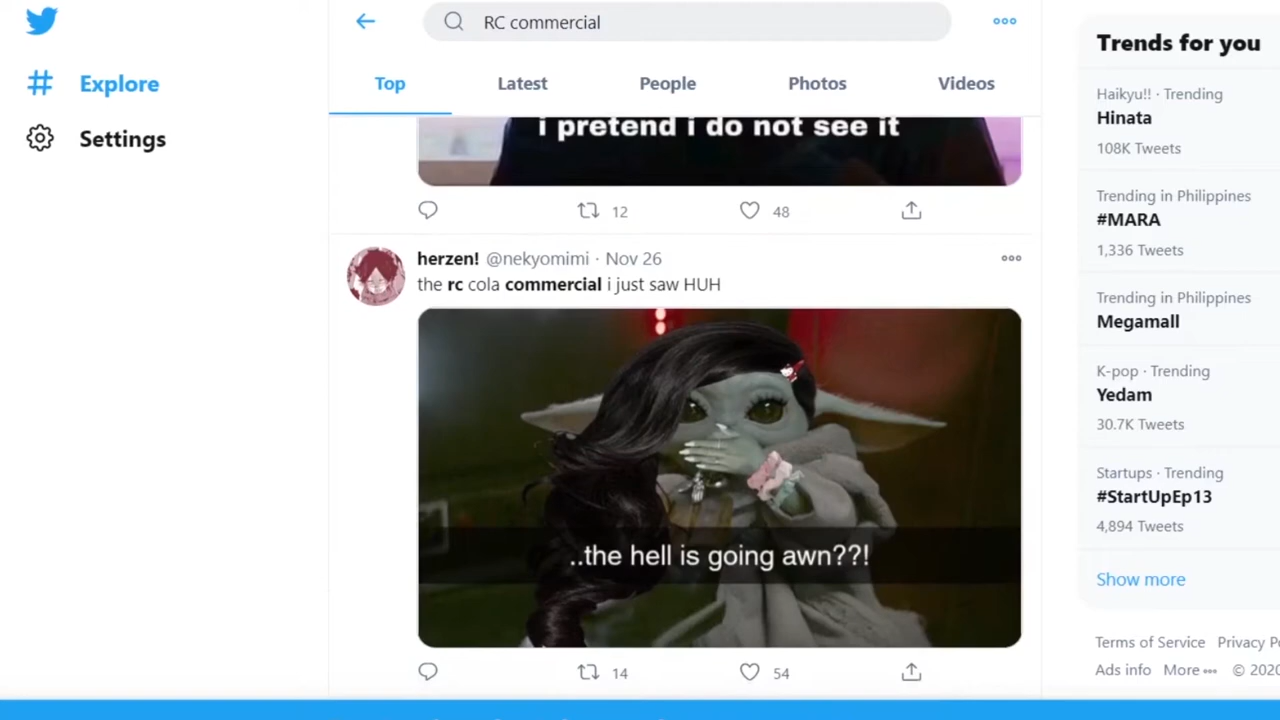 RC commercial
Explore
Settings
Top
Latest
People
Photos
Videos
i pretend i do not see it
12
48
herzen! @nekyomimi · Nov 26
the rc cola commercial i just saw HUH
..the hell is going awn??!
14
54
Trends for you
Haikyu!! · Trending
Hinata
108K Tweets
Trending in Philippines
#MARA
1,336 Tweets
Trending in Philippines
Megamall
K-pop · Trending
Yedam
30.7K Tweets
Startups · Trending
#StartUpEp13
4,894 Tweets
Show more
Terms of Service Privacy
Ads info More © 2020